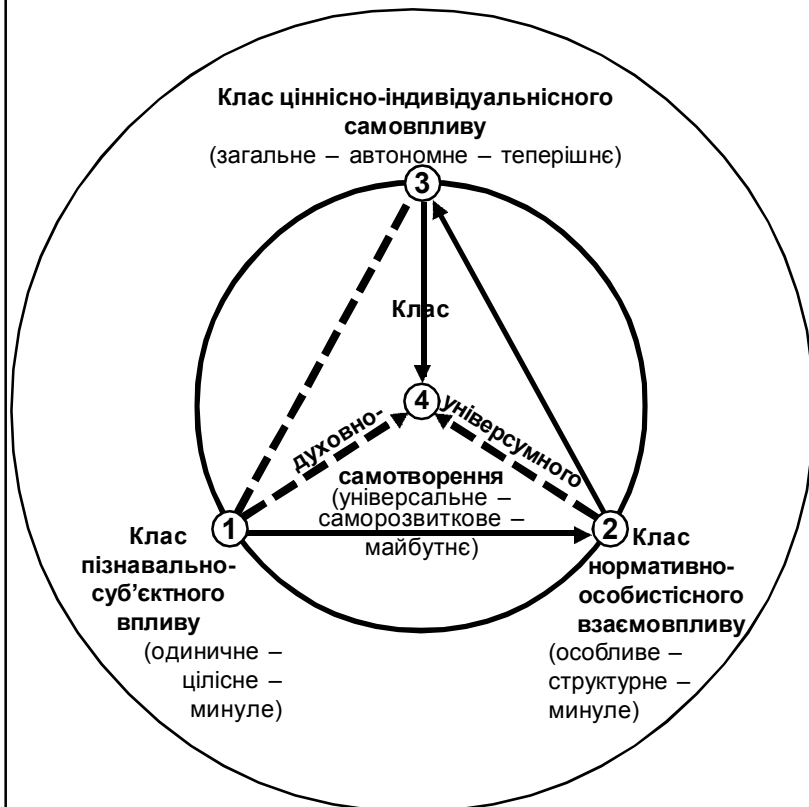 Клас ціннісно-індивідуальнісного
самовпливу
(загальне – автономне – теперішнє)
3
Клас
4
духовно-
універсумного
самотворення
(універсальне –
саморозвиткове –
майбутнє)
1
Клас
пізнавально-
суб’єктного
впливу
(одиничне –
цілісне –
минуле)
2
Клас
нормативно-
особистісного
взаємовпливу
(особливе –
структурне –
минуле)